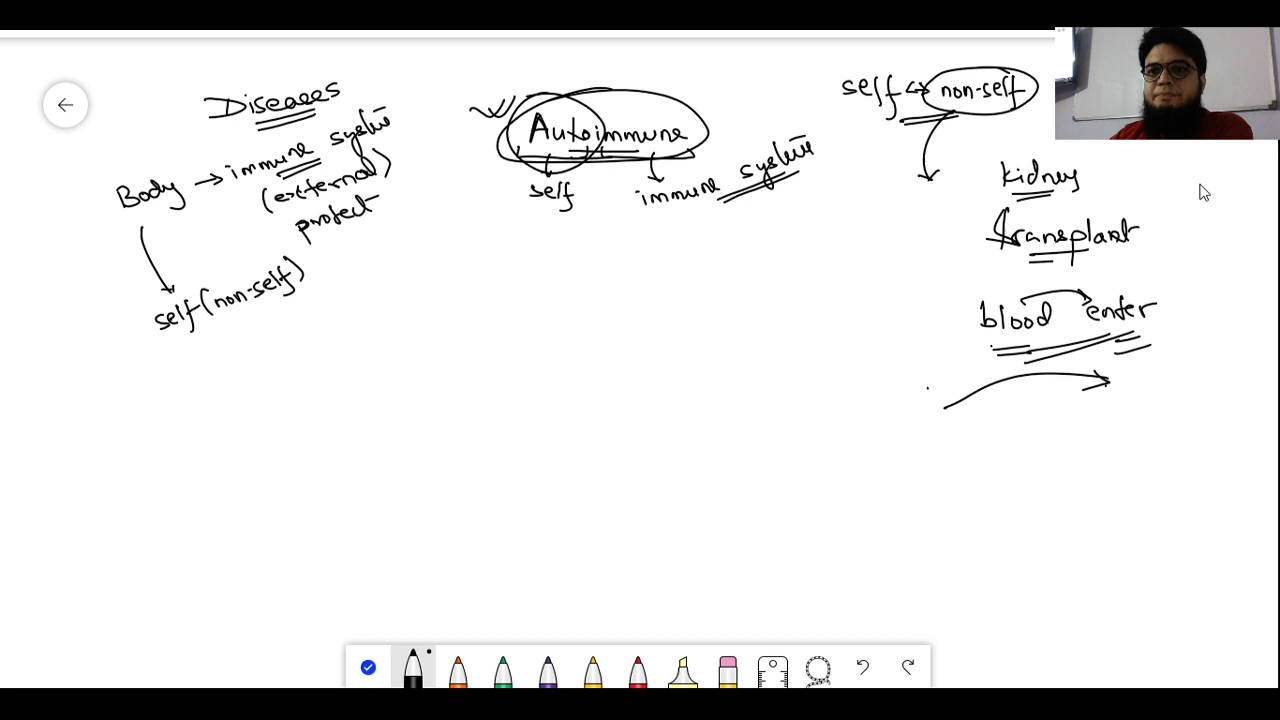 Diseases
Body → immune system
(external)
protect
self (non-self)
Autoimmune
self
immune system
self ↔ non-self
kidney
transplant
blood enter